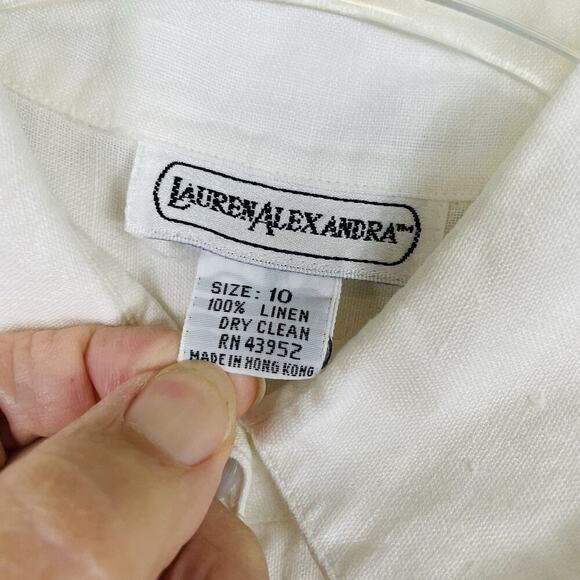 LAURENALEXANDRA™
SIZE: 10
100% LINEN
DRY CLEAN
RN 43952
MADE IN HONG KONG